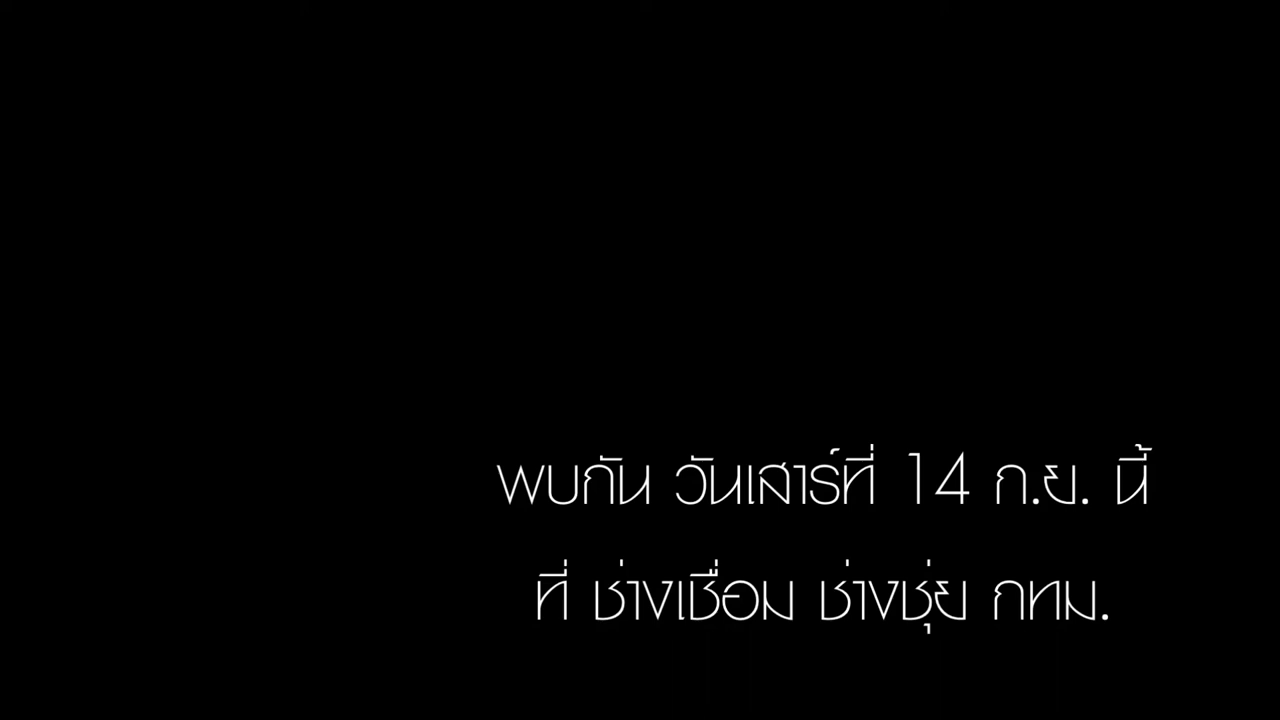 พบกัน วันเสาร์ที่ 14 ก.ย. นี้
ที่ ช่างเชื่อม ช่างชุ่ย กทม.